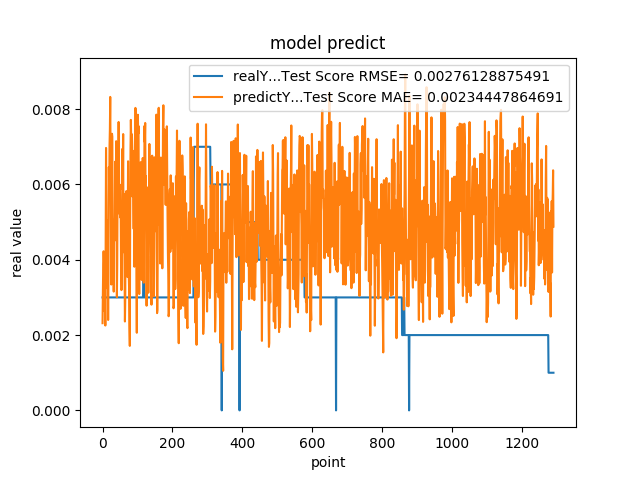 model predict
realY...Test Score RMSE= 0.00276128875491
predictY...Test Score MAE= 0.00234447864691
0.008
0.006
0.004
0.002
0.000
real value
0 200 400 600 800 1000 1200
point